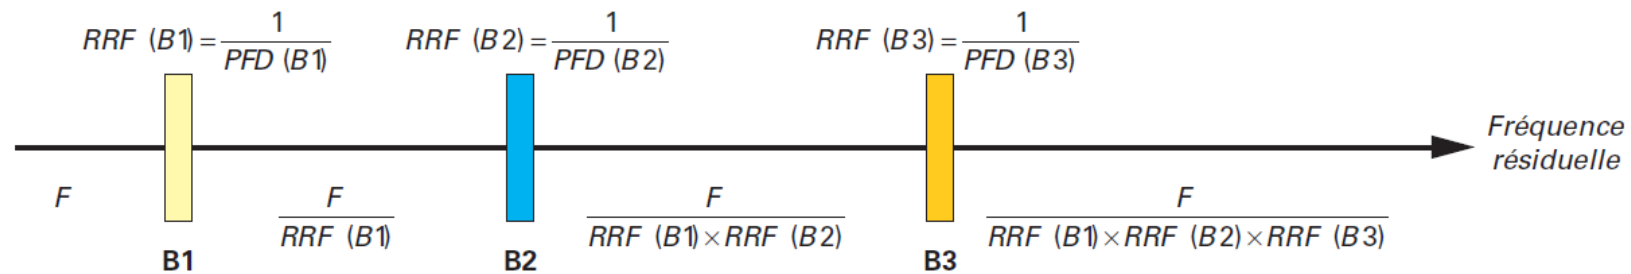 RRF (B1) = 1 / PFD (B1) RRF (B2) = 1 / PFD (B2) RRF (B3) = 1 / PFD (B3)
Fréquence
résiduelle
F F / RRF (B1) F / RRF (B1) × RRF (B2) F / RRF (B1) × RRF (B2) × RRF (B3)
B1 B2 B3